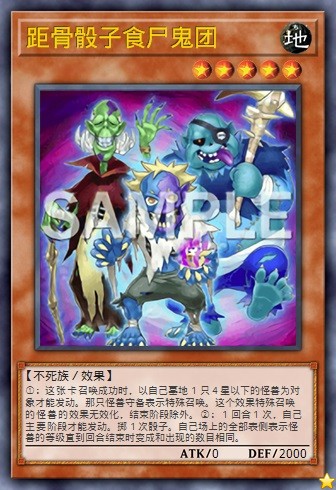 距骨骰子食尸鬼团
地
SAMPLE
【不死族／效果】
①：这张卡召唤成功时，以自己墓地1只4星以下的怪兽为对
象才能发动。那只怪兽守备表示特殊召唤。这个效果特殊召唤
的怪兽的效果无效化，结束阶段除外。②：1回合1次，自己
主要阶段才能发动。掷1次骰子。自己场上的全部表侧表示怪
兽的等级直到回合结束时变成和出现的数目相同。
ATK/0 DEF/2000